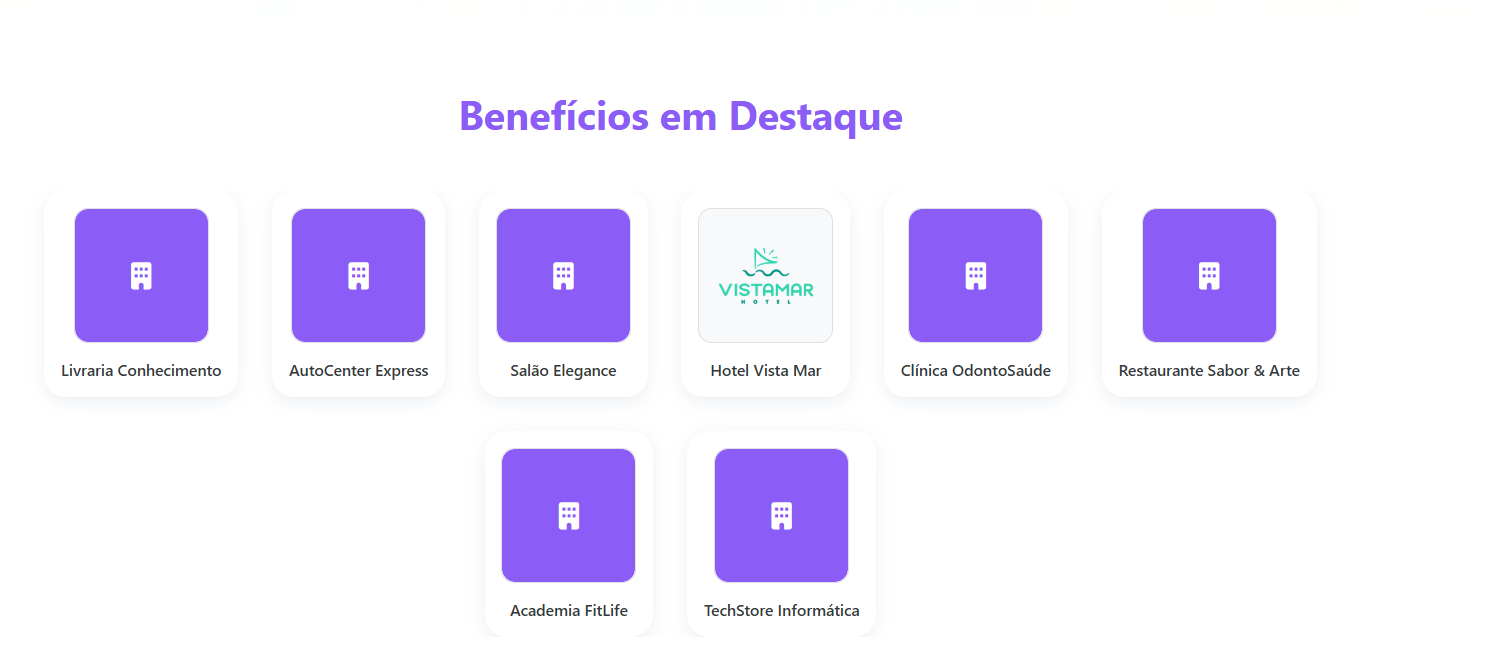 Benefícios em Destaque
VISTAMAR
HOTEL
Livraria Conhecimento
AutoCenter Express
Salão Elegance
Hotel Vista Mar
Clínica OdontoSaúde
Restaurante Sabor & Arte
Academia FitLife
TechStore Informática